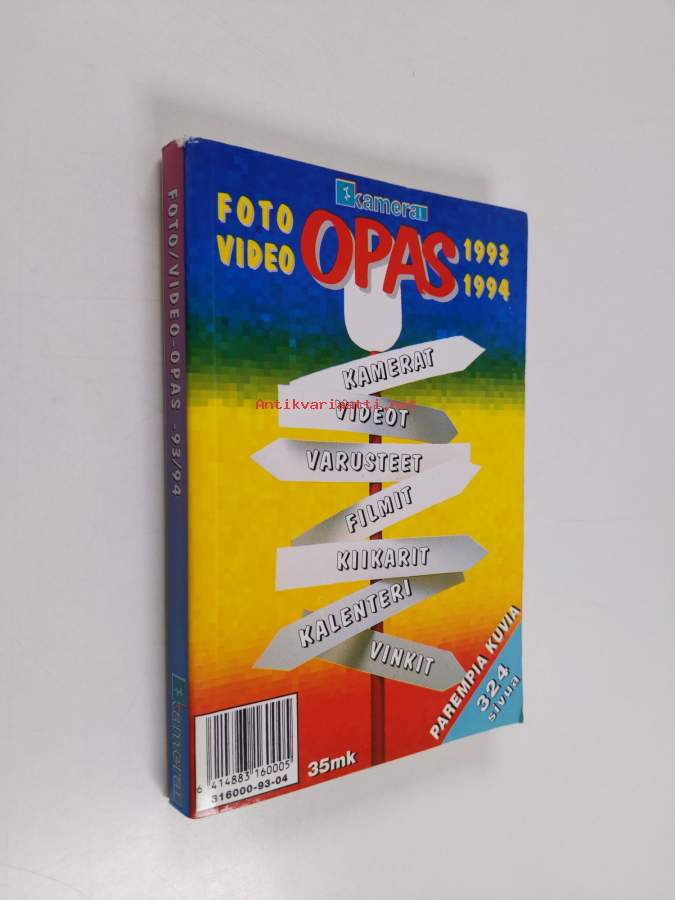 kamera
FOTO
VIDEO
OPAS
1993
1994
KAMERAT
Antikvariaatti.net
VIDEOT
VARUSTEET
FILMIT
KIIKARIT
KALENTERI
VINKIT
PAREMPIA KUVIA
324
sivua
35mk
6 414883 160005
316000-93-04
FOTO/VIDEO-OPAS -93/94
kamera